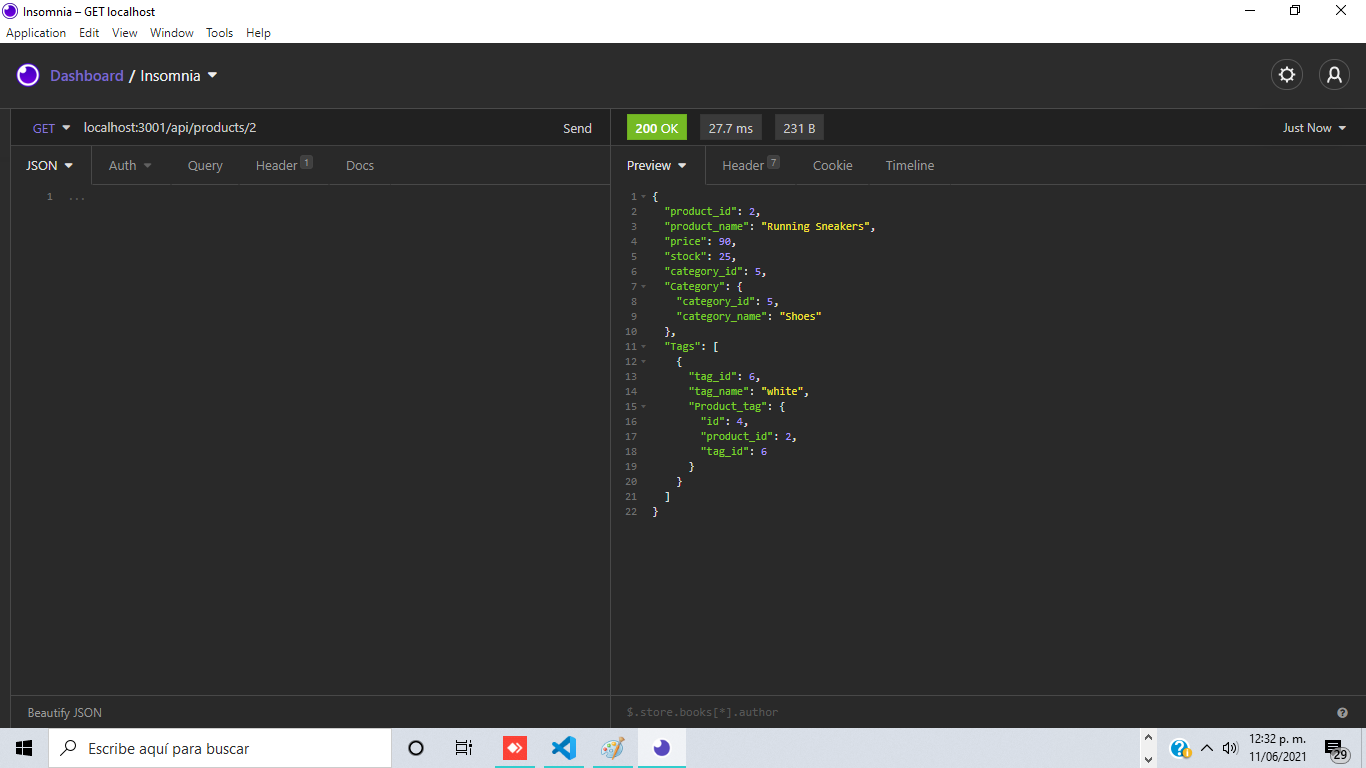 Insomnia – GET localhost
Application Edit View Window Tools Help
Dashboard / Insomnia
GET localhost:3001/api/products/2 Send
200 OK 27.7 ms 231 B Just Now
JSON Auth Query Header 1 Docs
Preview Header 7 Cookie Timeline
1 ...
1 {
2 "product_id": 2,
3 "product_name": "Running Sneakers",
4 "price": 90,
5 "stock": 25,
6 "category_id": 5,
7 "Category": {
8 "category_id": 5,
9 "category_name": "Shoes"
10 },
11 "Tags": [
12 {
13 "tag_id": 6,
14 "tag_name": "white",
15 "Product_tag": {
16 "id": 4,
17 "product_id": 2,
18 "tag_id": 6
19 }
20 }
21 ]
22 }
Beautify JSON
$.store.books[*].author
?
Escribe aquí para buscar
12:32 p. m.
11/06/2021
29